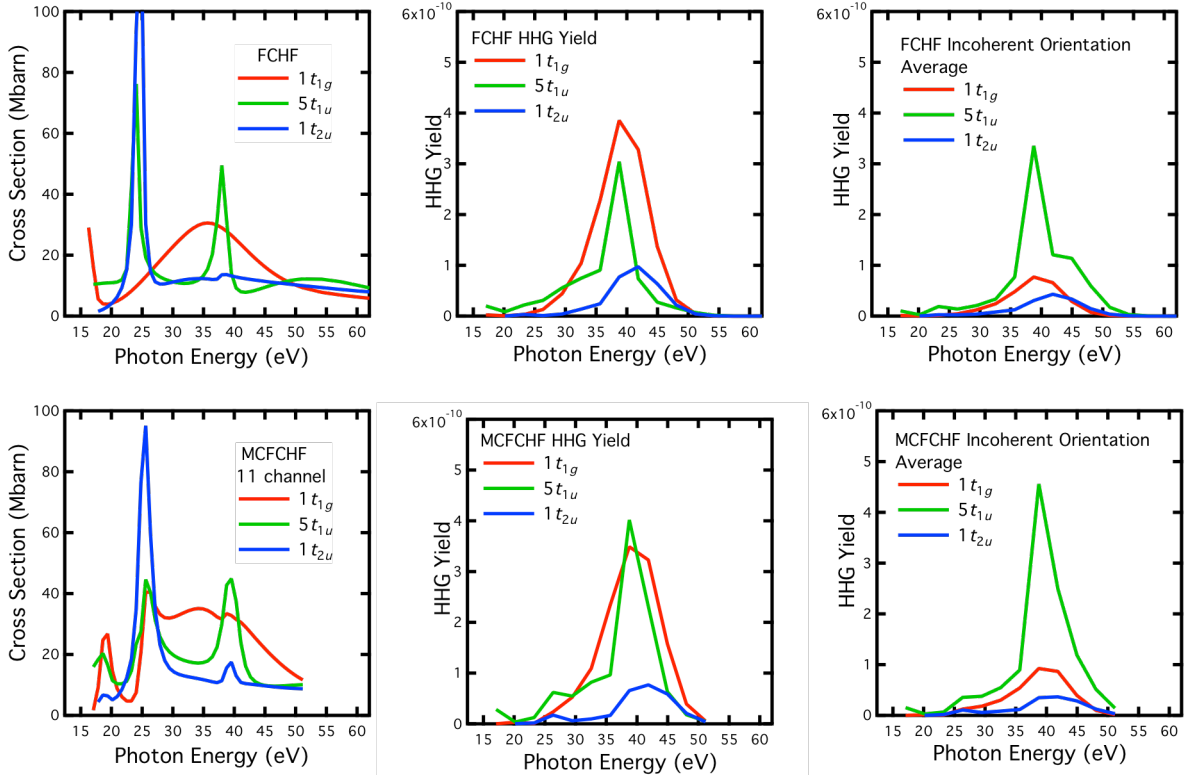 100
80
60
40
20
0
Cross Section (Mbarn)
FCHF
1t1g
5t1u
1t2u
20 30 40 50 60
Photon Energy (eV)
6x10-10
5
4
3
2
1
0
HHG Yield
FCHF HHG Yield
1t1g
5t1u
1t2u
15 20 25 30 35 40 45 50 55 60
Photon Energy (eV)
6x10-10
5
4
3
2
1
0
HHG Yield
FCHF Incoherent Orientation
Average
1t1g
5t1u
1t2u
15 20 25 30 35 40 45 50 55 60
Photon Energy (eV)
100
80
60
40
20
0
Cross Section (Mbarn)
MCFCHF
11 channel
1t1g
5t1u
1t2u
15 20 25 30 35 40 45 50 55 60
Photon Energy (eV)
6x10-10
5
4
3
2
1
0
HHG Yield
MCFCHF HHG Yield
1t1g
5t1u
1t2u
15 20 25 30 35 40 45 50 55 60
Photon Energy (eV)
6x10-10
5
4
3
2
1
0
HHG Yield
MCFCHF Incoherent Orientation
Average
1t1g
5t1u
1t2u
15 20 25 30 35 40 45 50 55 60
Photon Energy (eV)